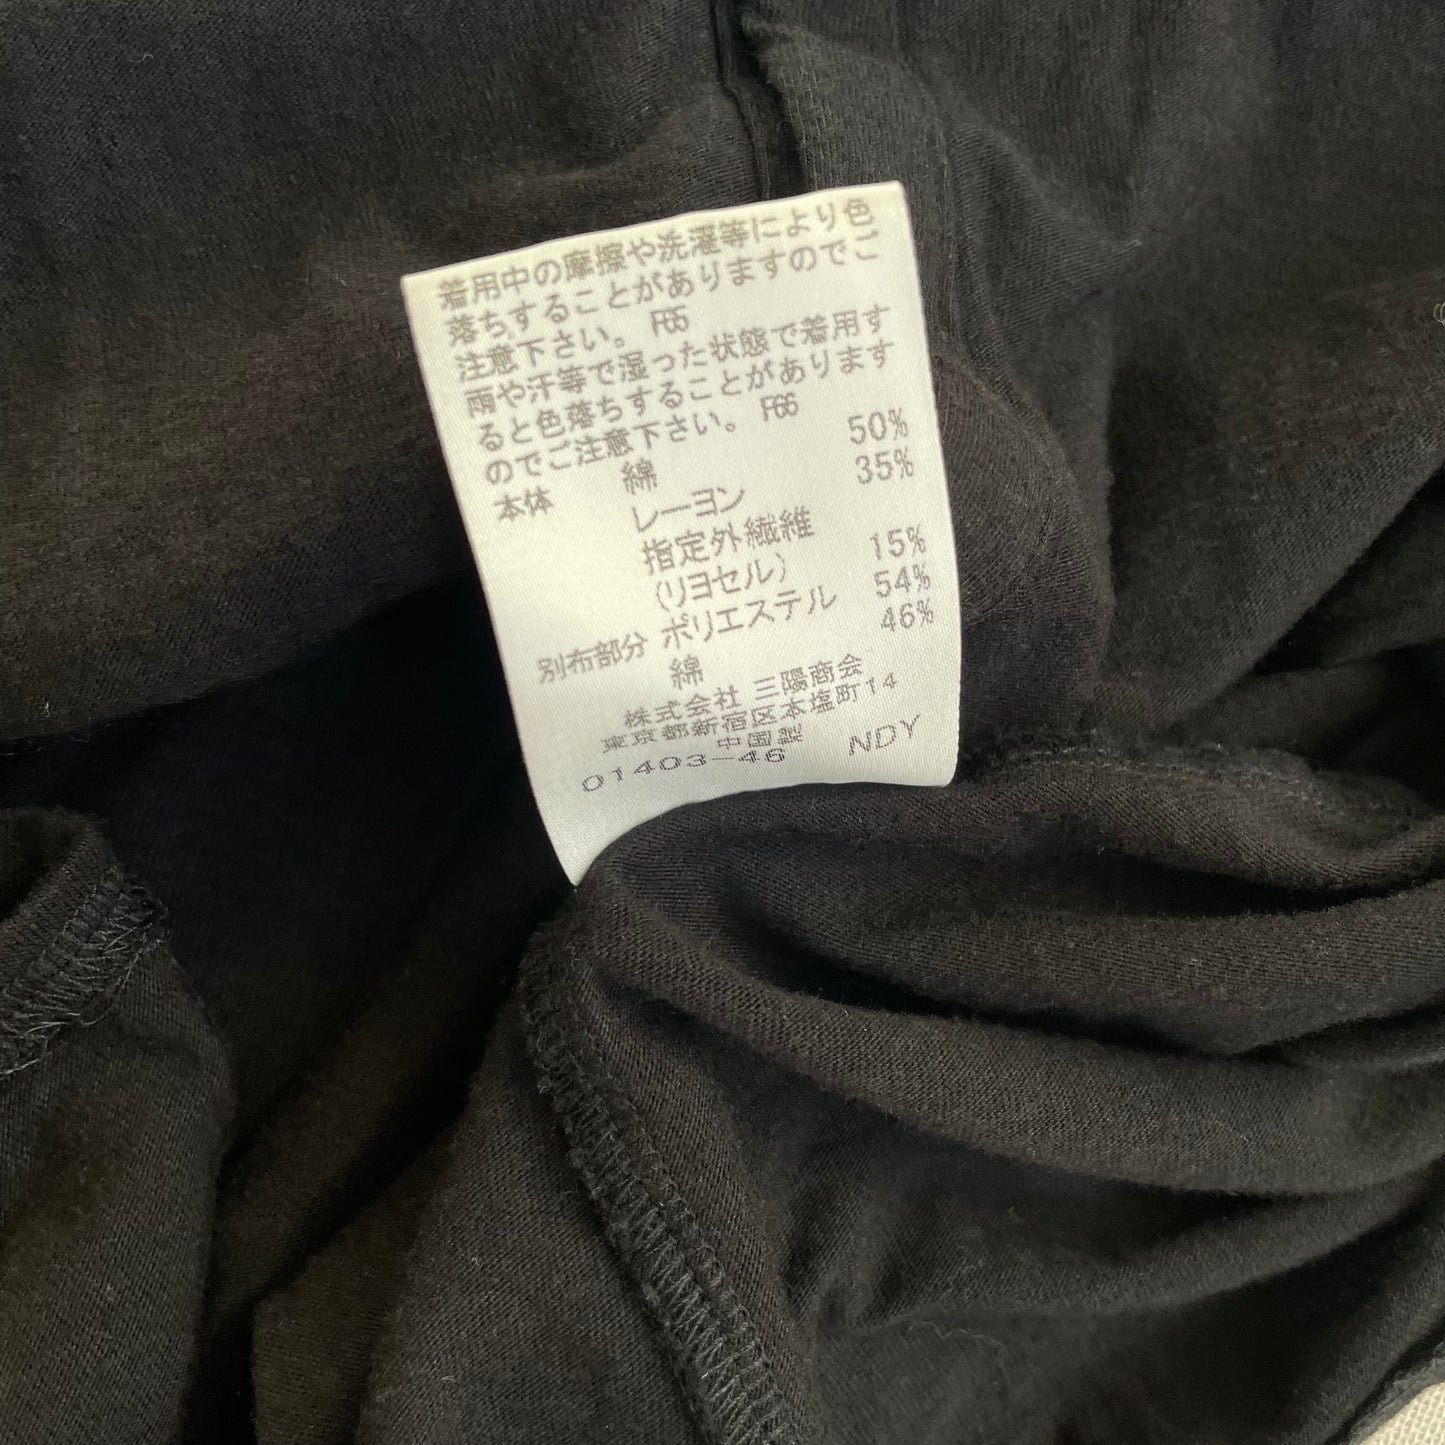 着用中の摩擦や洗濯等により色
落ちすることがありますのでご
注意下さい。 F65
雨や汗等で湿った状態で着用す
ると色落ちすることがあります
のでご注意下さい。 F66
本体 綿 50%
レーヨン 35%
指定外繊維
(リヨセル) 15%
別布部分 ポリエステル 54%
綿 46%
株式会社 三陽商会
東京都新宿区本塩町14
中国製
01403-46 NDY